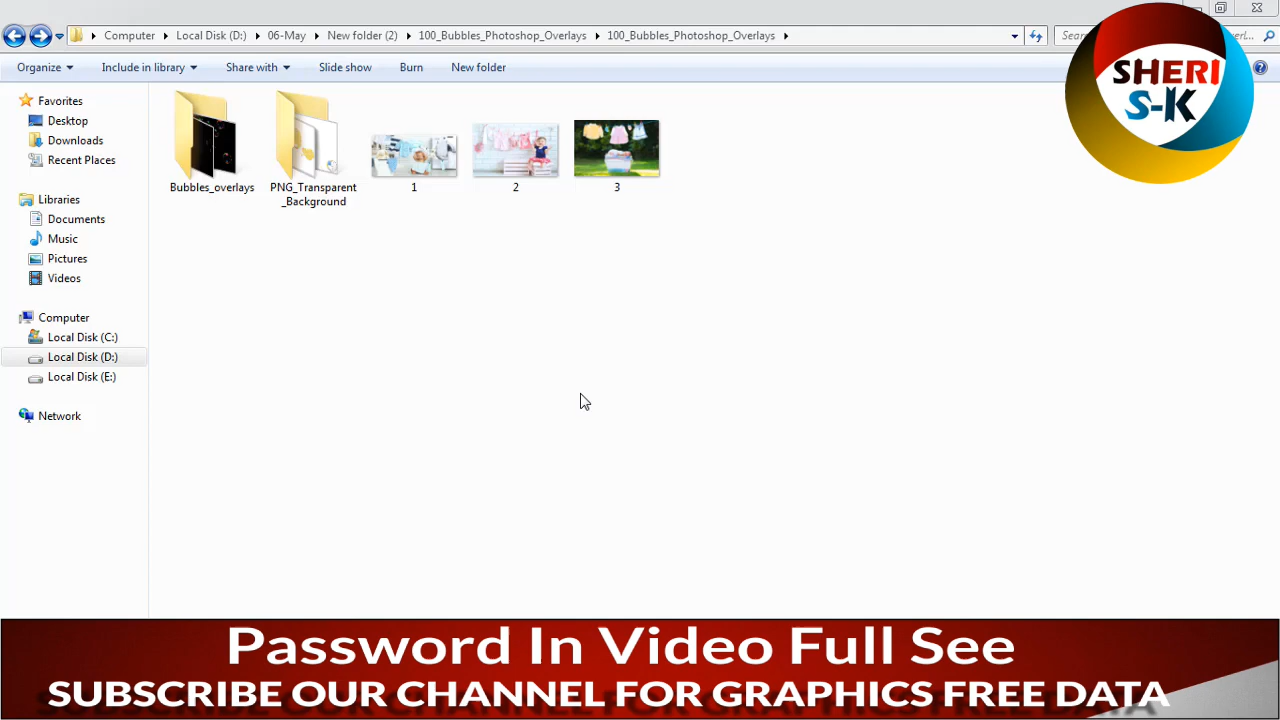 Computer Local Disk (D:) 06-May New folder (2) 100_Bubbles_Photoshop_Overlays 100_Bubbles_Photoshop_Overlays
SHERI
S-K
Organize Include in library Share with Slide show Burn New folder
Favorites
Desktop
Downloads
Recent Places
Libraries
Documents
Music
Pictures
Videos
Computer
Local Disk (C:)
Local Disk (D:)
Local Disk (E:)
Network
Bubbles_overlays
PNG_Transparent
_Background
1
2
3
Password In Video Full See
SUBSCRIBE OUR CHANNEL FOR GRAPHICS FREE DATA